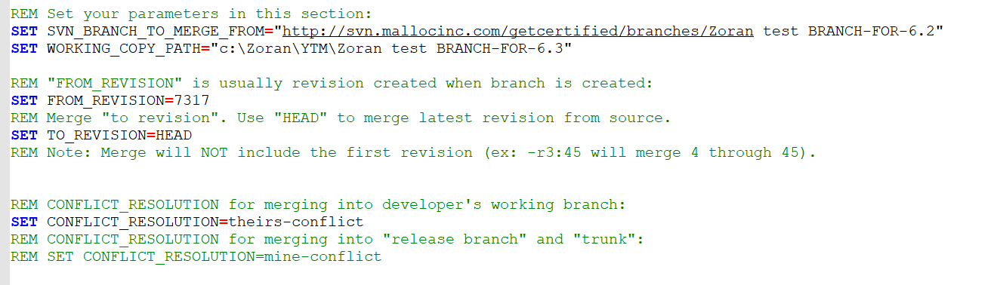 REM Set your parameters in this section:
SET SVN_BRANCH_TO_MERGE_FROM="http://svn.mallocinc.com/getcertified/branches/Zoran test BRANCH-FOR-6.2"
SET WORKING_COPY_PATH="c:\Zoran\YTM\Zoran test BRANCH-FOR-6.3"
REM "FROM_REVISION" is usually revision created when branch is created:
SET FROM_REVISION=7317
REM Merge "to revision". Use "HEAD" to merge latest revision from source.
SET TO_REVISION=HEAD
REM Note: Merge will NOT include the first revision (ex: -r3:45 will merge 4 through 45).
REM CONFLICT_RESOLUTION for merging into developer's working branch:
SET CONFLICT_RESOLUTION=theirs-conflict
REM CONFLICT_RESOLUTION for merging into "release branch" and "trunk":
REM SET CONFLICT_RESOLUTION=mine-conflict